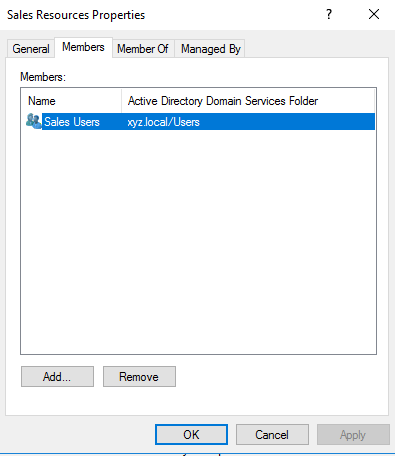 Sales Resources Properties ? ×
General Members Member Of Managed By
Members:
Name Active Directory Domain Services Folder
Sales Users xyz.local/Users
Add... Remove
OK Cancel Apply